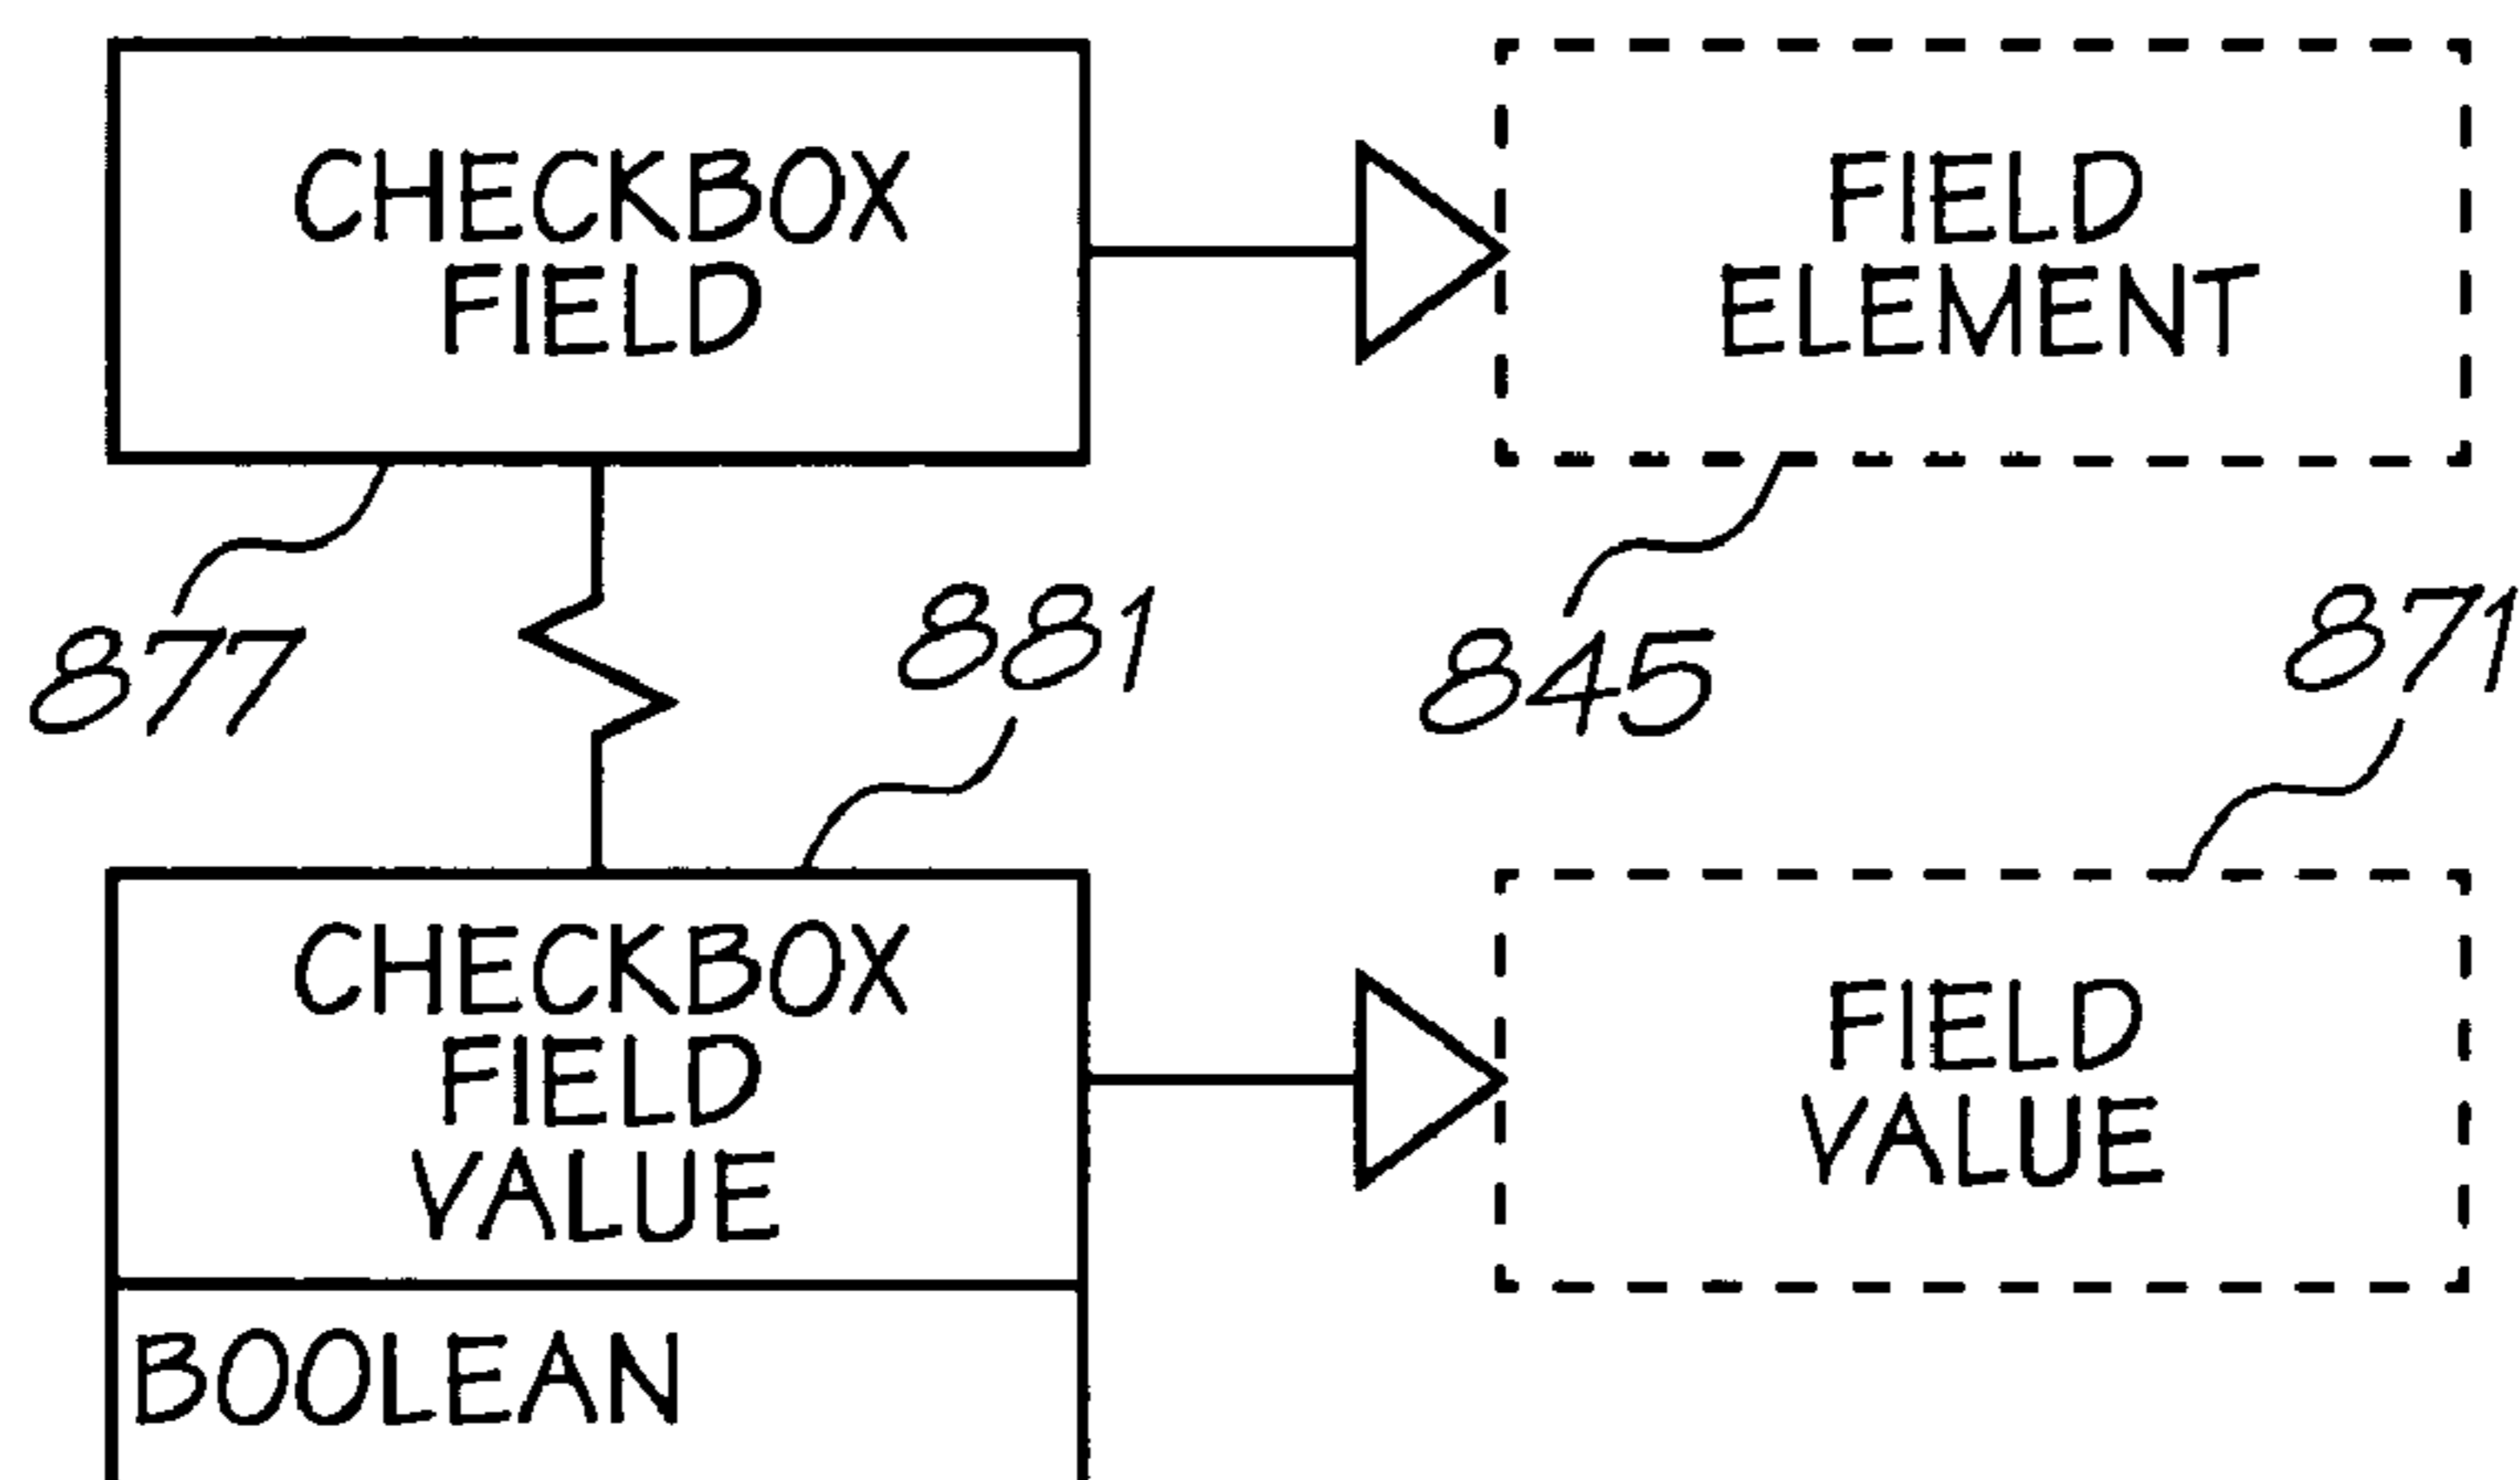 CHECKBOX
FIELD
FIELD
ELEMENT
877
881
845
871
CHECKBOX
FIELD
VALUE
FIELD
VALUE
BOOLEAN